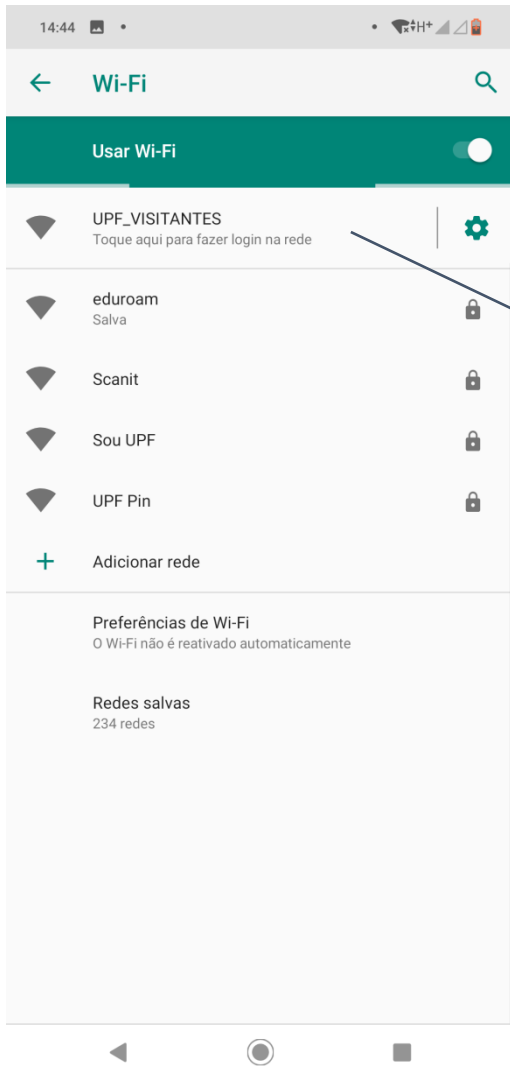 14:44
H+
Wi-Fi
Usar Wi-Fi
UPF_VISITANTES
Toque aqui para fazer login na rede
eduroam
Salva
Scanit
Sou UPF
UPF Pin
Adicionar rede
Preferências de Wi-Fi
O Wi-Fi não é reativado automaticamente
Redes salvas
234 redes